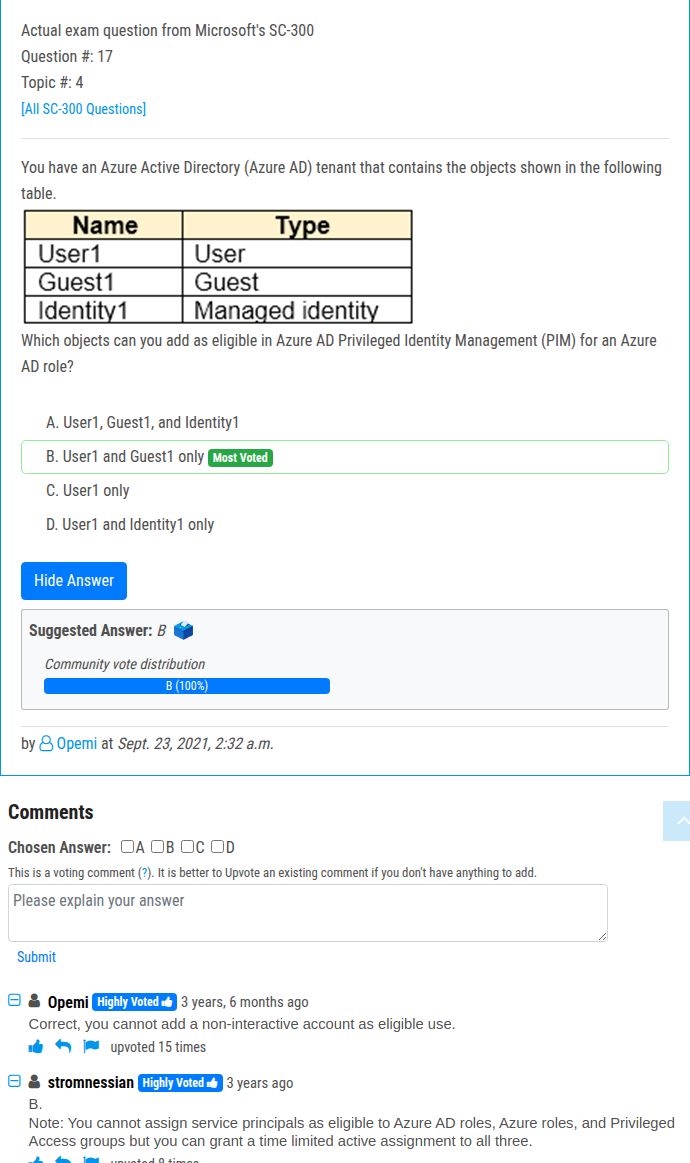 Actual exam question from Microsoft's SC-300
Question #: 17
Topic #: 4
[All SC-300 Questions]
You have an Azure Active Directory (Azure AD) tenant that contains the objects shown in the following
table.
Name Type
User1 User
Guest1 Guest
Identity1 Managed identity
Which objects can you add as eligible in Azure AD Privileged Identity Management (PIM) for an Azure
AD role?
A. User1, Guest1, and Identity1
B. User1 and Guest1 only Most Voted
C. User1 only
D. User1 and Identity1 only
Hide Answer
Suggested Answer: B
Community vote distribution
B (100%)
by Opemi at Sept. 23, 2021, 2:32 a.m.
Comments
Chosen Answer: A B C D
This is a voting comment (?). It is better to Upvote an existing comment if you don't have anything to add.
Please explain your answer
Submit
Opemi Highly Voted 3 years, 6 months ago
Correct, you cannot add a non-interactive account as eligible use.
upvoted 15 times
stromnessian Highly Voted 3 years ago
B.
Note: You cannot assign service principals as eligible to Azure AD roles, Azure roles, and Privileged
Access groups but you can grant a time limited active assignment to all three.
upvoted 8 times